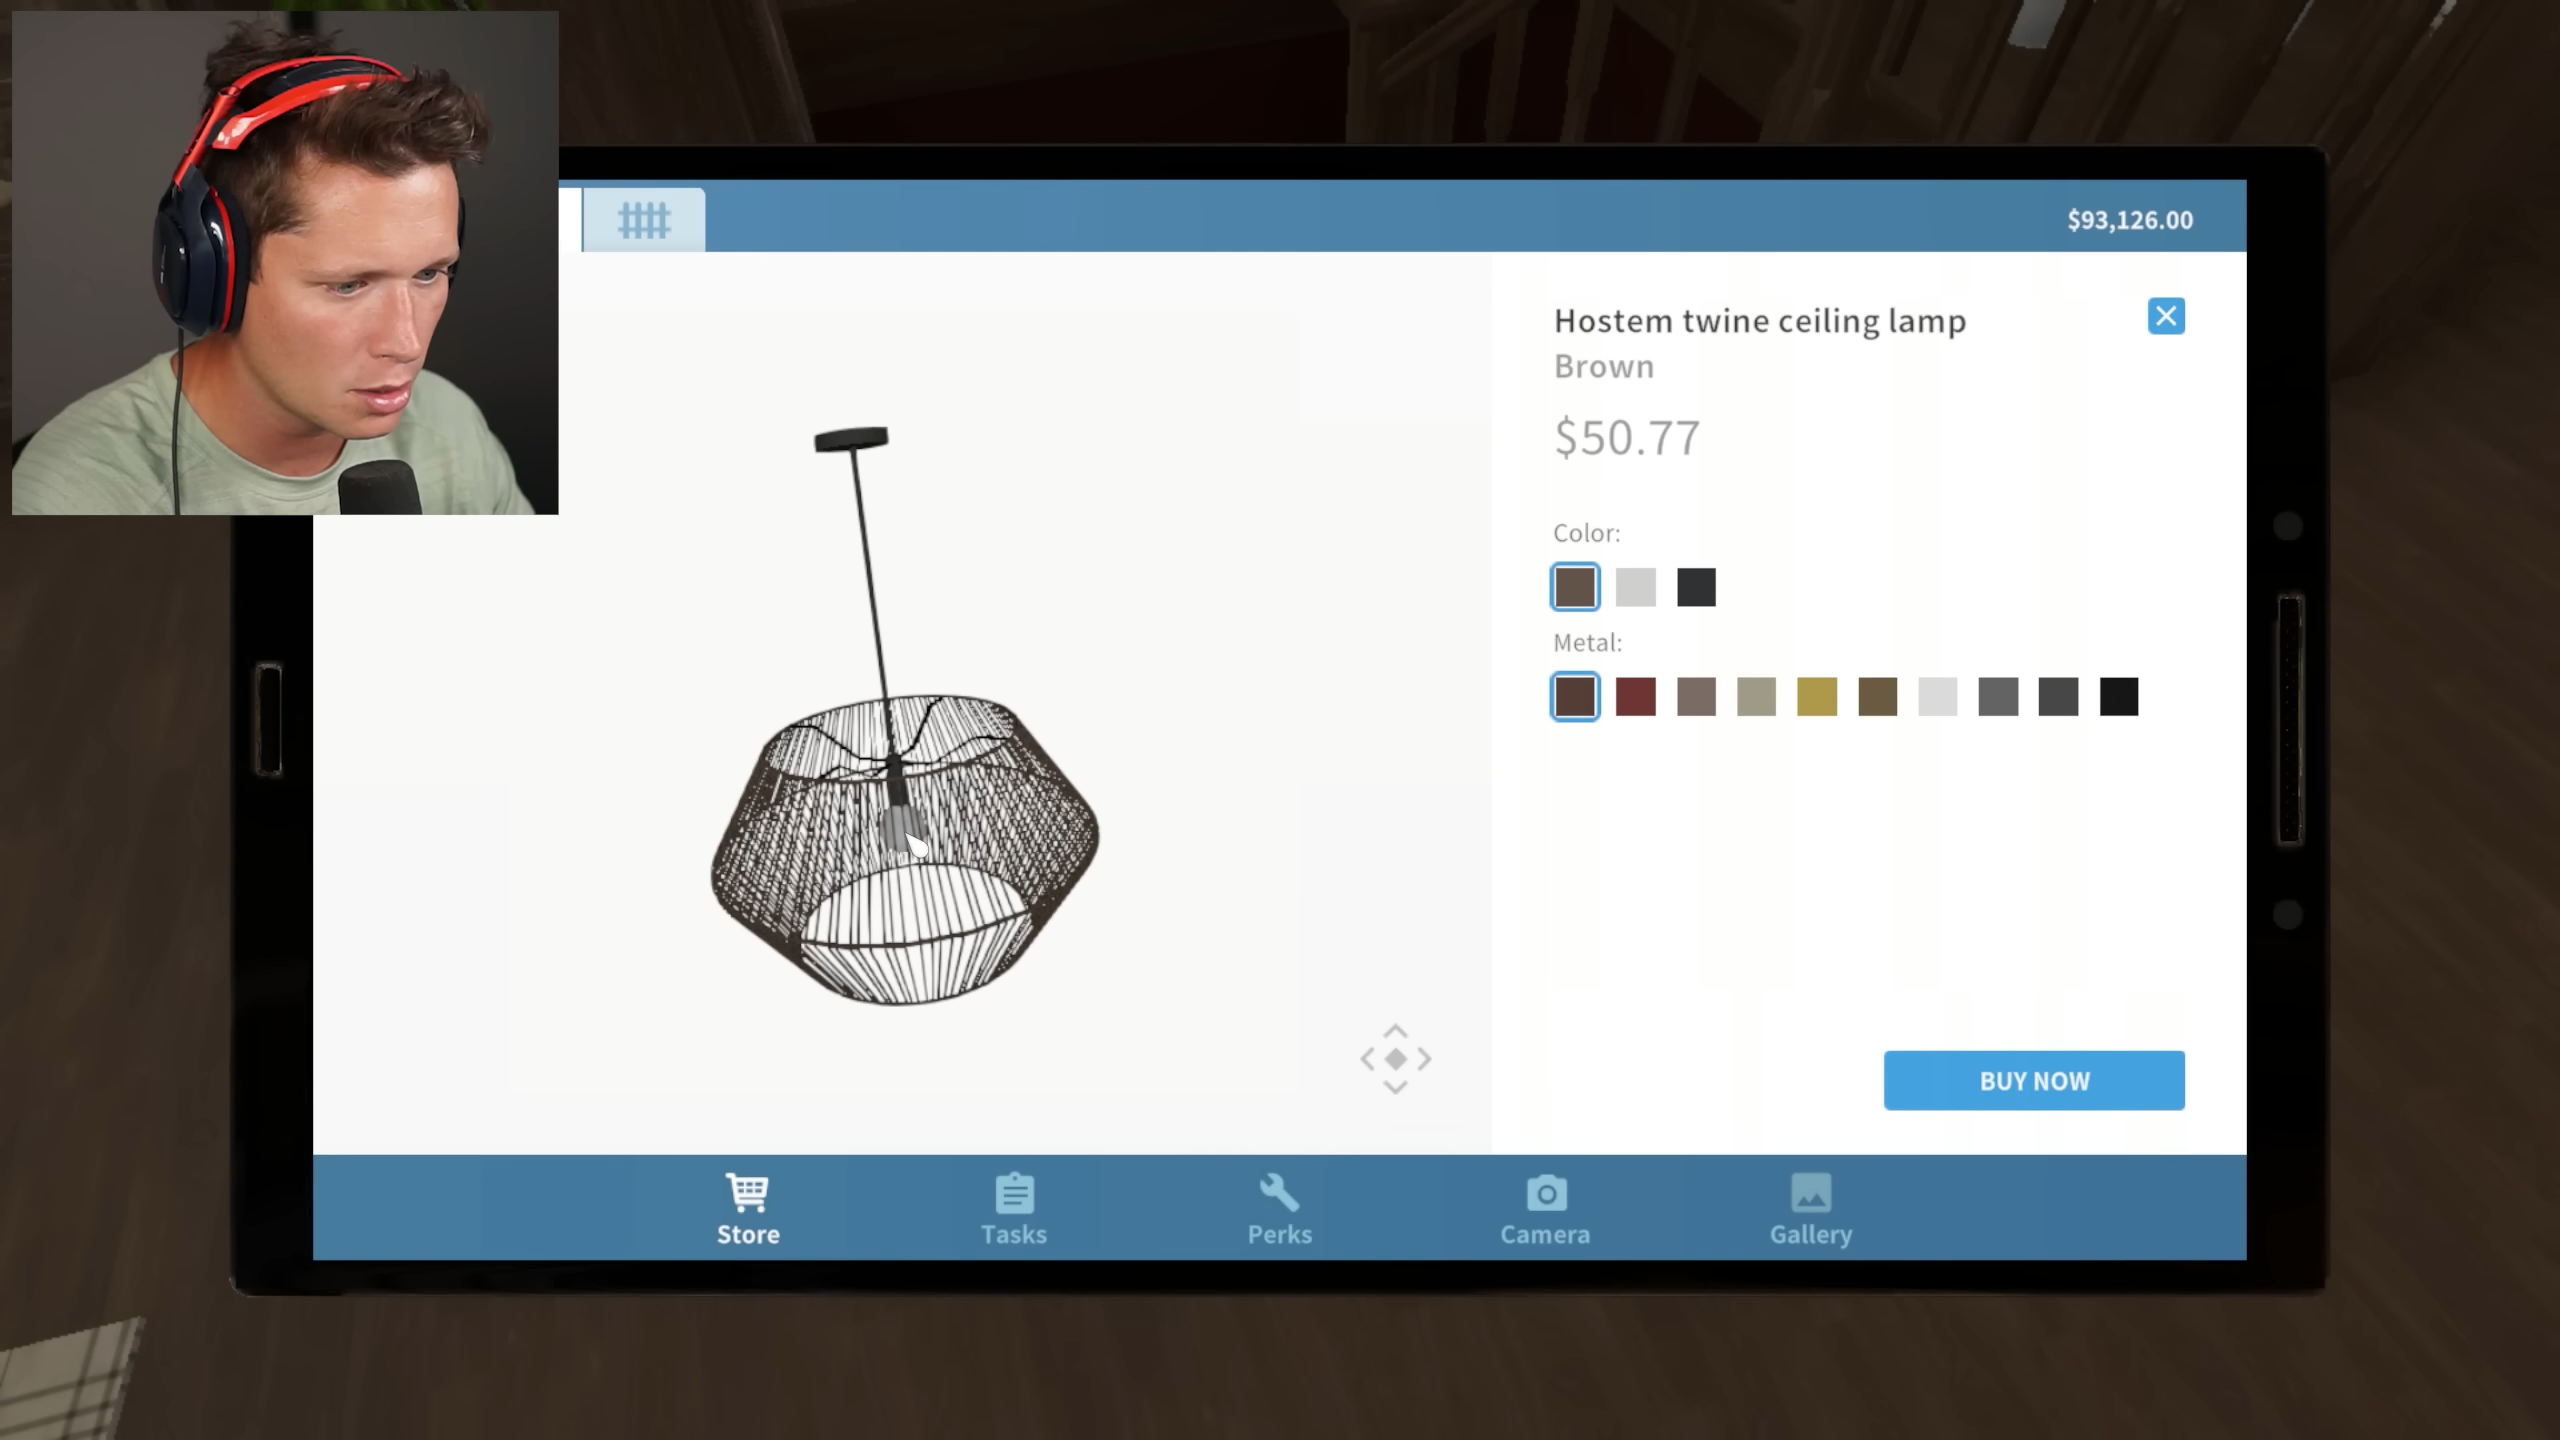 $93,126.00
Hostem twine ceiling lamp
Brown
$50.77
Color:
Metal:
BUY NOW
Store
Tasks
Perks
Camera
Gallery